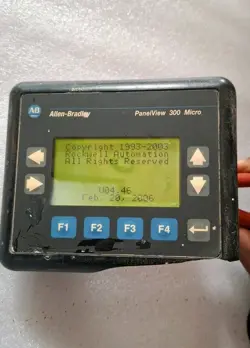 AB Allen-Bradley PanelView 300 Micro
Copyright 1993-2003
Rockwell Automation
All Rights Reserved
V04.46
Feb. 20, 2006
F1 F2 F3 F4